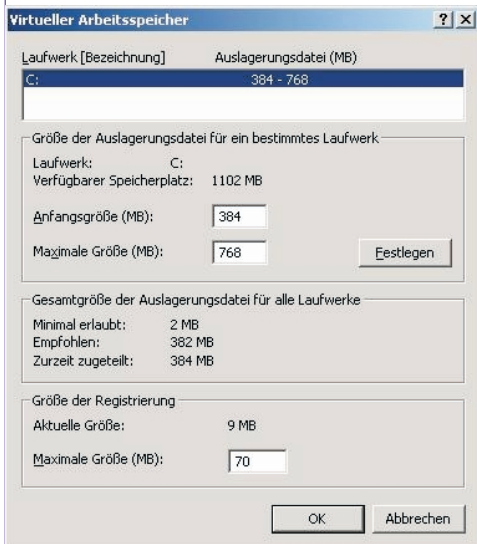 Virtueller Arbeitsspeicher
Laufwerk [Bezeichnung] Auslagerungsdatei (MB)
C: 384 - 768
Größe der Auslagerungsdatei für ein bestimmtes Laufwerk
Laufwerk: C:
Verfügbarer Speicherplatz: 1102 MB
Anfangsgröße (MB): 384
Maximale Größe (MB): 768 Festlegen
Gesamtgröße der Auslagerungsdatei für alle Laufwerke
Minimal erlaubt: 2 MB
Empfohlen: 382 MB
Zurzeit zugeteilt: 384 MB
Größe der Registrierung
Aktuelle Größe: 9 MB
Maximale Größe (MB): 70
OK Abbrechen